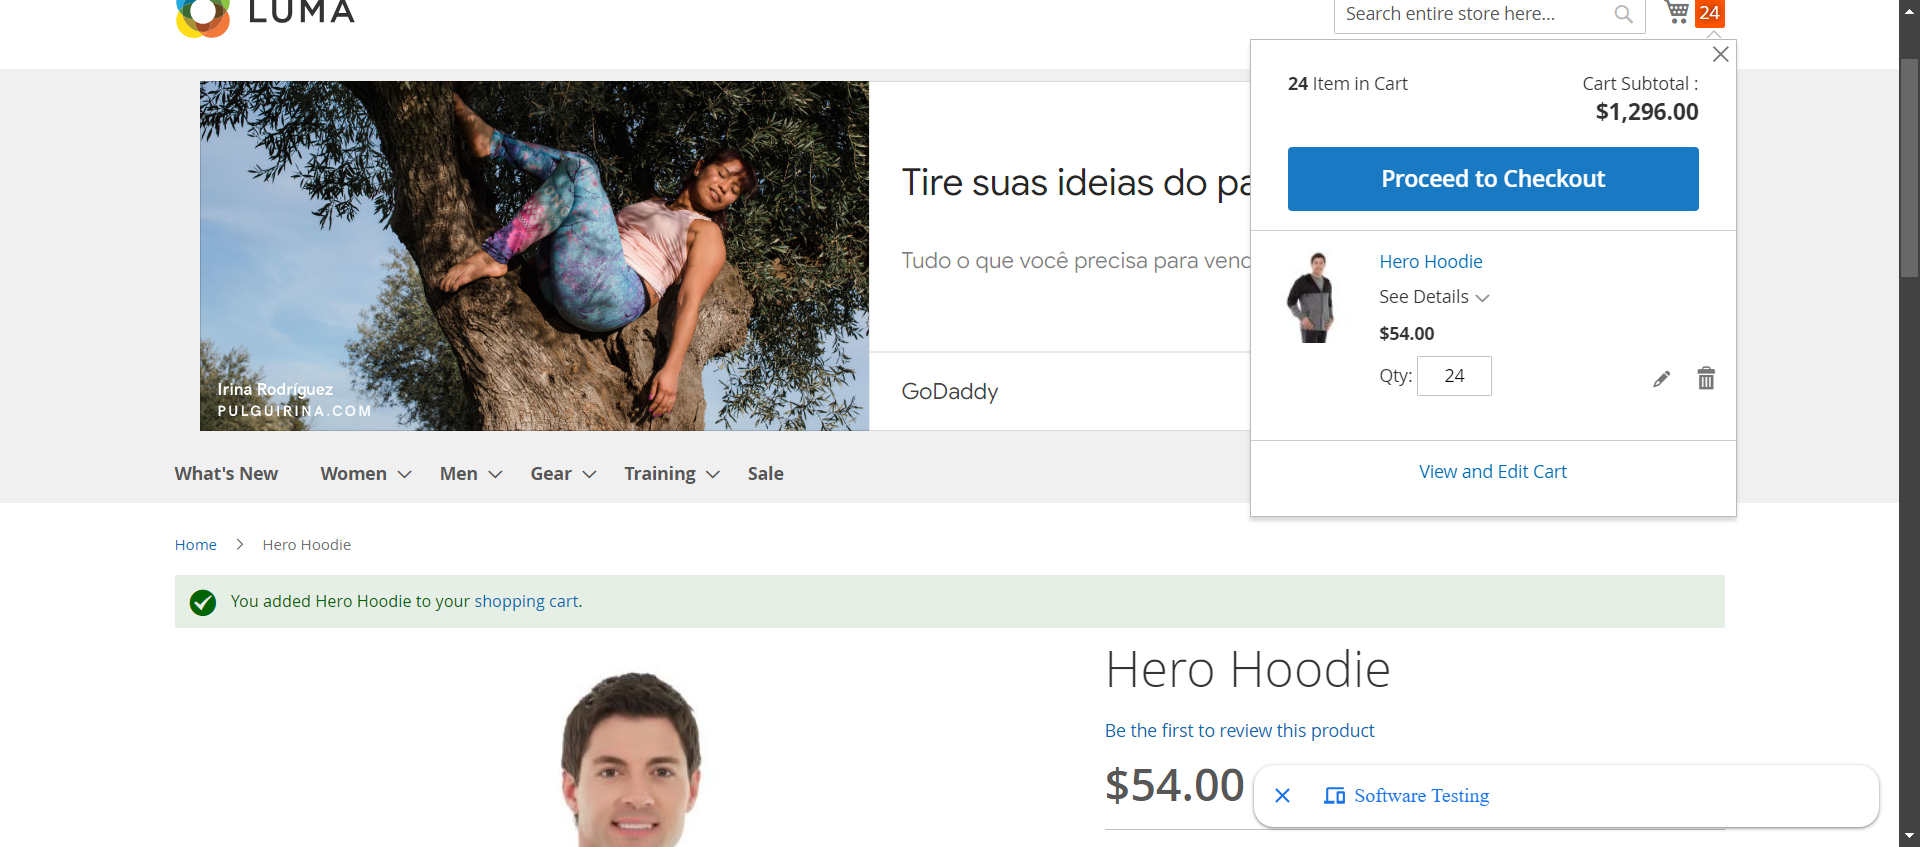 LUMA
Search entire store here...
24
24 Item in Cart
Cart Subtotal :
$1,296.00
Proceed to Checkout
Hero Hoodie
See Details
$54.00
Qty: 24
View and Edit Cart
Tire suas ideias do pa
Tudo o que você precisa para venc
GoDaddy
Irina Rodríguez
PULGUIRINA.COM
What's New Women Men Gear Training Sale
Home Hero Hoodie
You added Hero Hoodie to your shopping cart.
Hero Hoodie
Be the first to review this product
$54.00
Software Testing